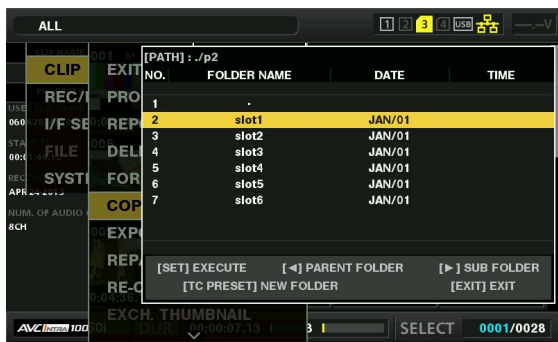 ALL
1 2 3 4 USB
--.-V
CLIP NAME
[PATH] : ./p2
CLIP
EXIT
NO. FOLDER NAME DATE TIME
REC/
PRO
1 .
I/F SE
REP
2 slot1 JAN/01
3 slot2 JAN/01
FILE
DEL
4 slot3 JAN/01
5 slot4 JAN/01
SYST
FOR
6 slot5 JAN/01
7 slot6 JAN/01
NUM. OF AUDIO
COP
8CH
EXP
REP
[SET] EXECUTE [◄] PARENT FOLDER [►] SUB FOLDER
RE-C
[TC PRESET] NEW FOLDER [EXIT] EXIT
EXCH. THUMBNAIL
AVC INTRA 100
DUR 00:00:07.13
SELECT 0001/0028